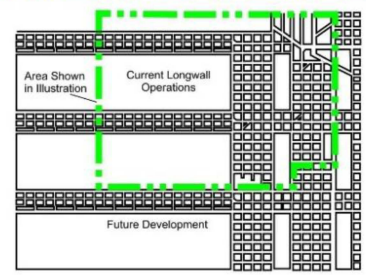 Area Shown
in Illustration
Current Longwall
Operations
Future Development